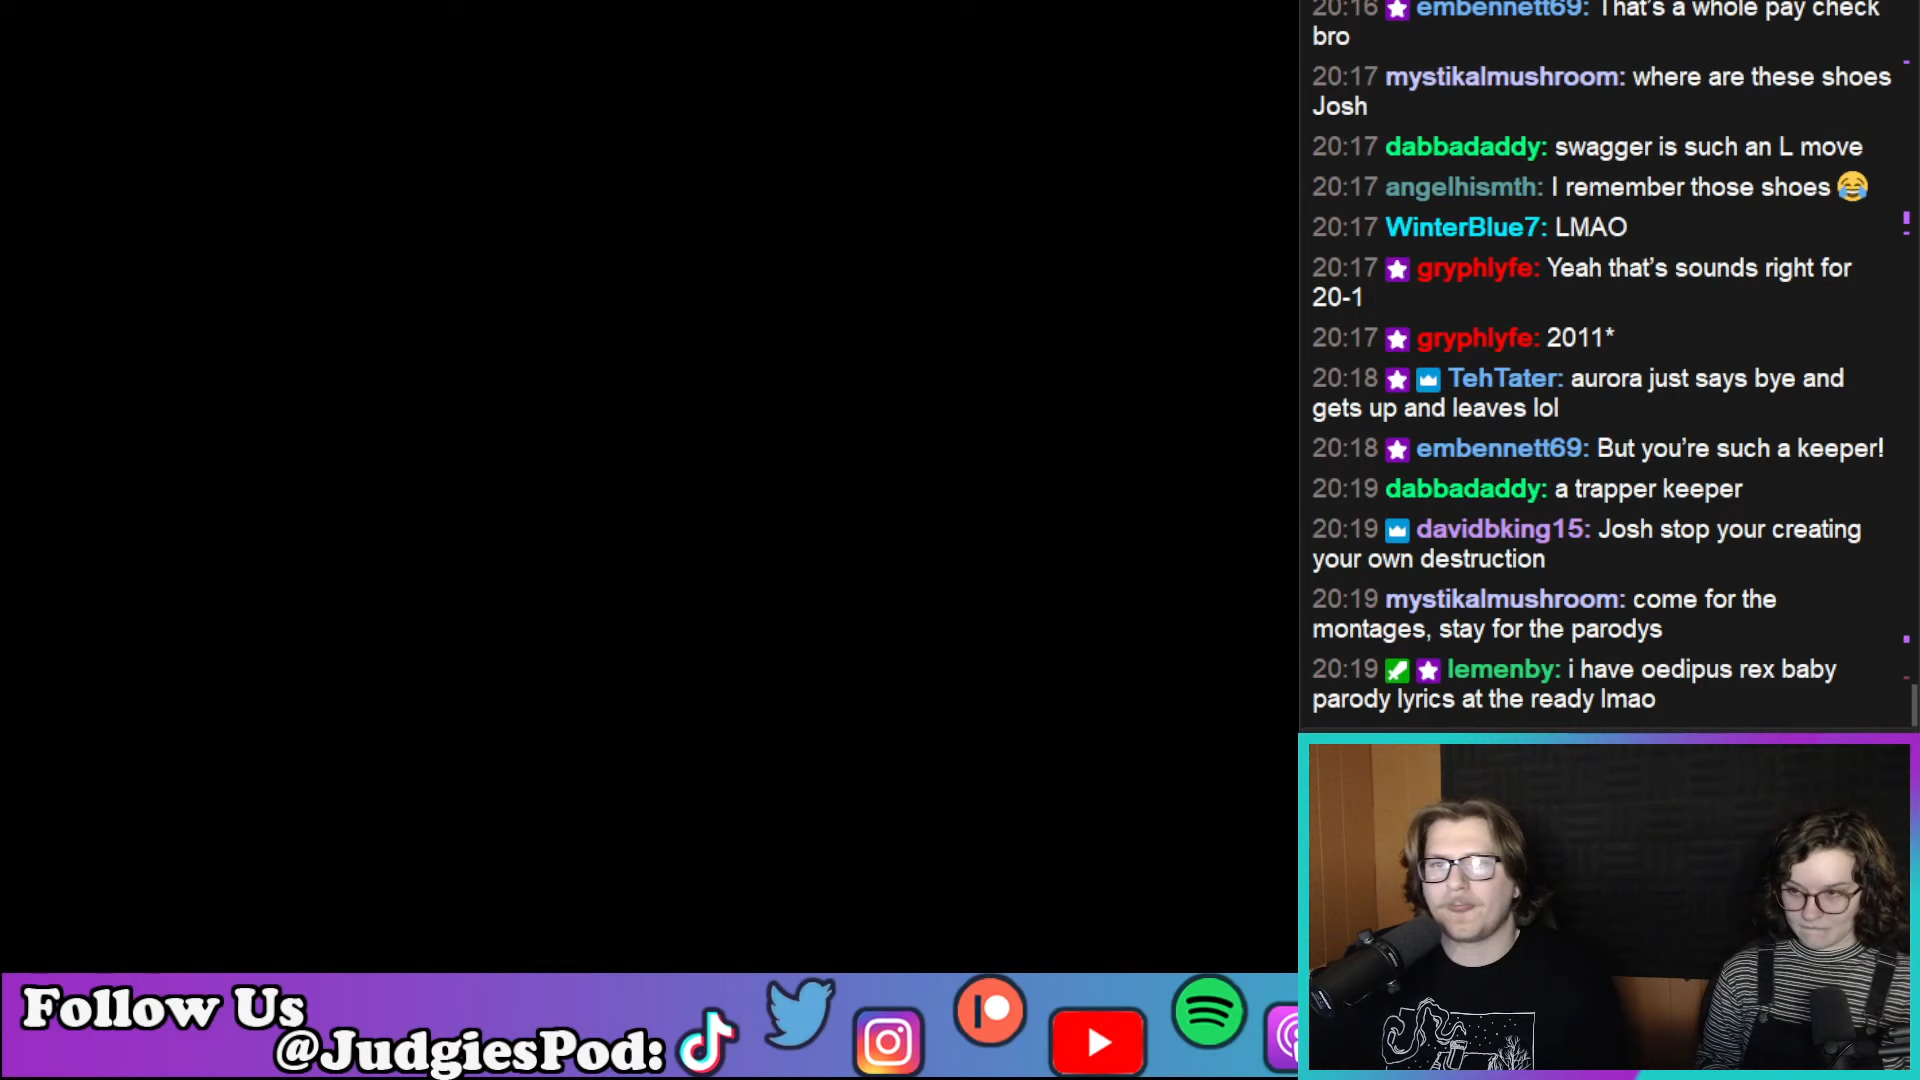 20:16 embennett69: That's a whole pay check
bro
20:17 mystikalmushroom: where are these shoes
Josh
20:17 dabbadaddy: swagger is such an L move
20:17 angelhismth: I remember those shoes 😂
20:17 WinterBlue7: LMAO
20:17 gryphlyfe: Yeah that's sounds right for
20-1
20:17 gryphlyfe: 2011*
20:18 TehTater: aurora just says bye and
gets up and leaves lol
20:18 embennett69: But you're such a keeper!
20:19 dabbadaddy: a trapper keeper
20:19 davidbking15: Josh stop your creating
your own destruction
20:19 mystikalmushroom: come for the
montages, stay for the parodys
20:19 lemenby: i have oedipus rex baby
parody lyrics at the ready lmao
Follow Us
@JudgiesPod: